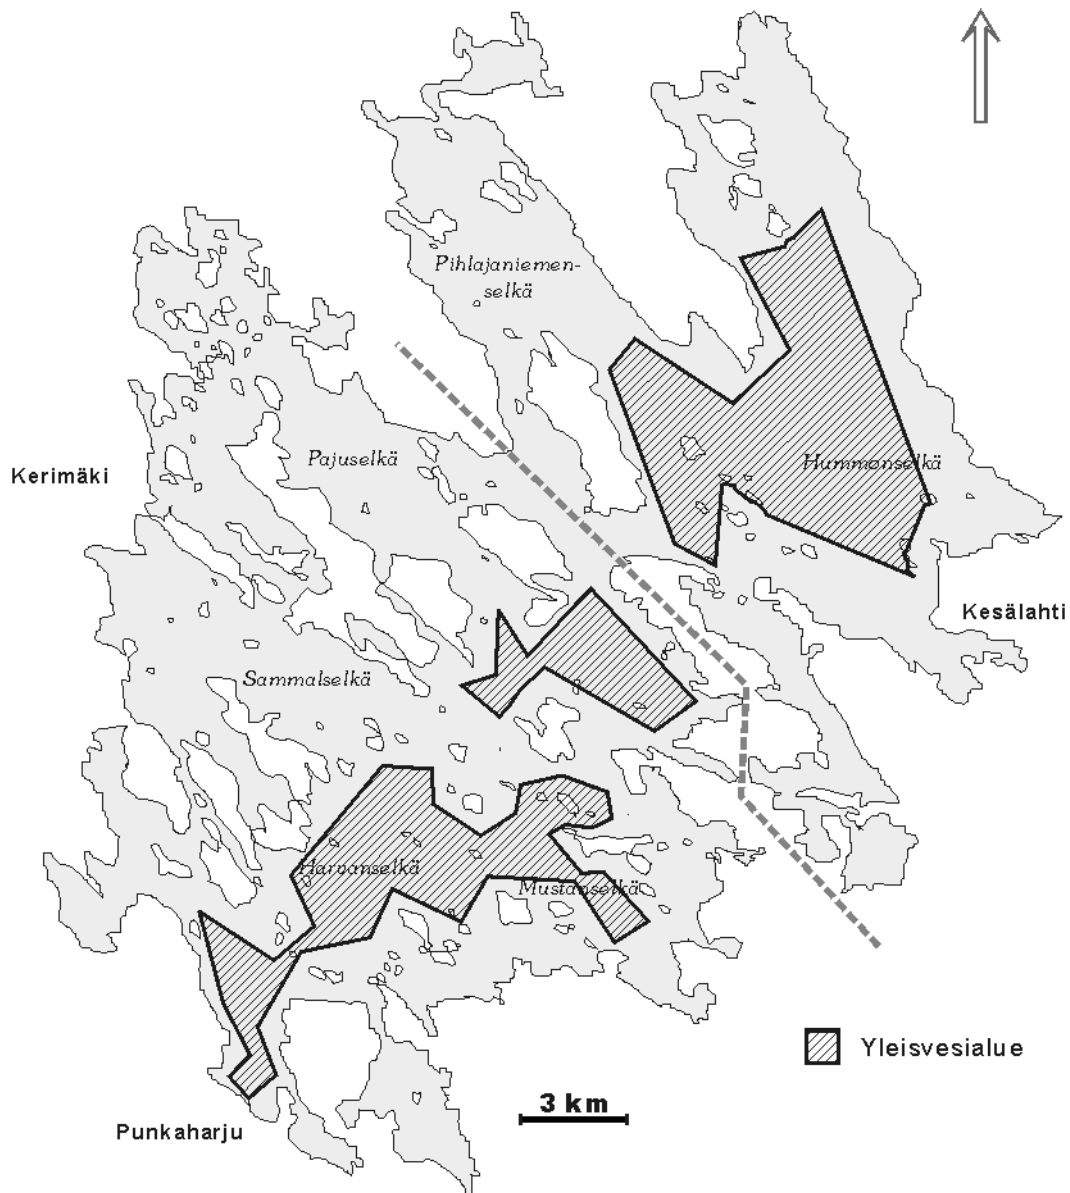 Pihlajaniemen-
selkä
Pajuselkä
Hummonselkä
Kerimäki
Kesälahti
Sammalselkä
Harvanselkä
Mustanselkä
Yleisvesialue
3 km
Punkaharju